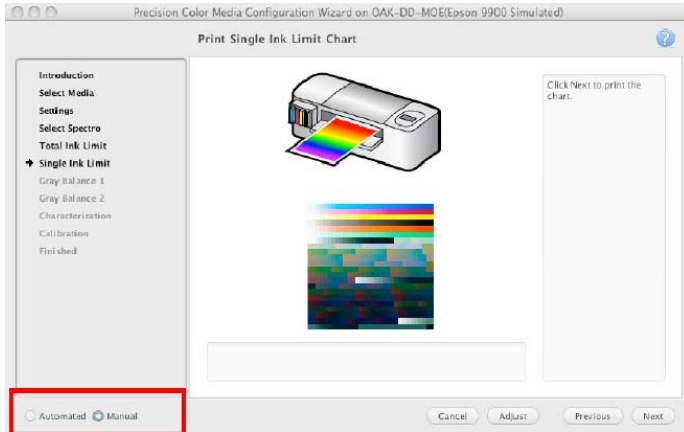 Precision Color Media Configuration Wizard on OAK-DD-MOE(Epson 9900 Simulated)
Print Single Ink Limit Chart
?
Introduction
Select Media
Settings
Select Spectro
Total Ink Limit
Single Ink Limit
Gray Balance 1
Gray Balance 2
Characterization
Calibration
Finished
Click Next to print the
chart.
Automated Manual
Cancel Adjust Previous Next